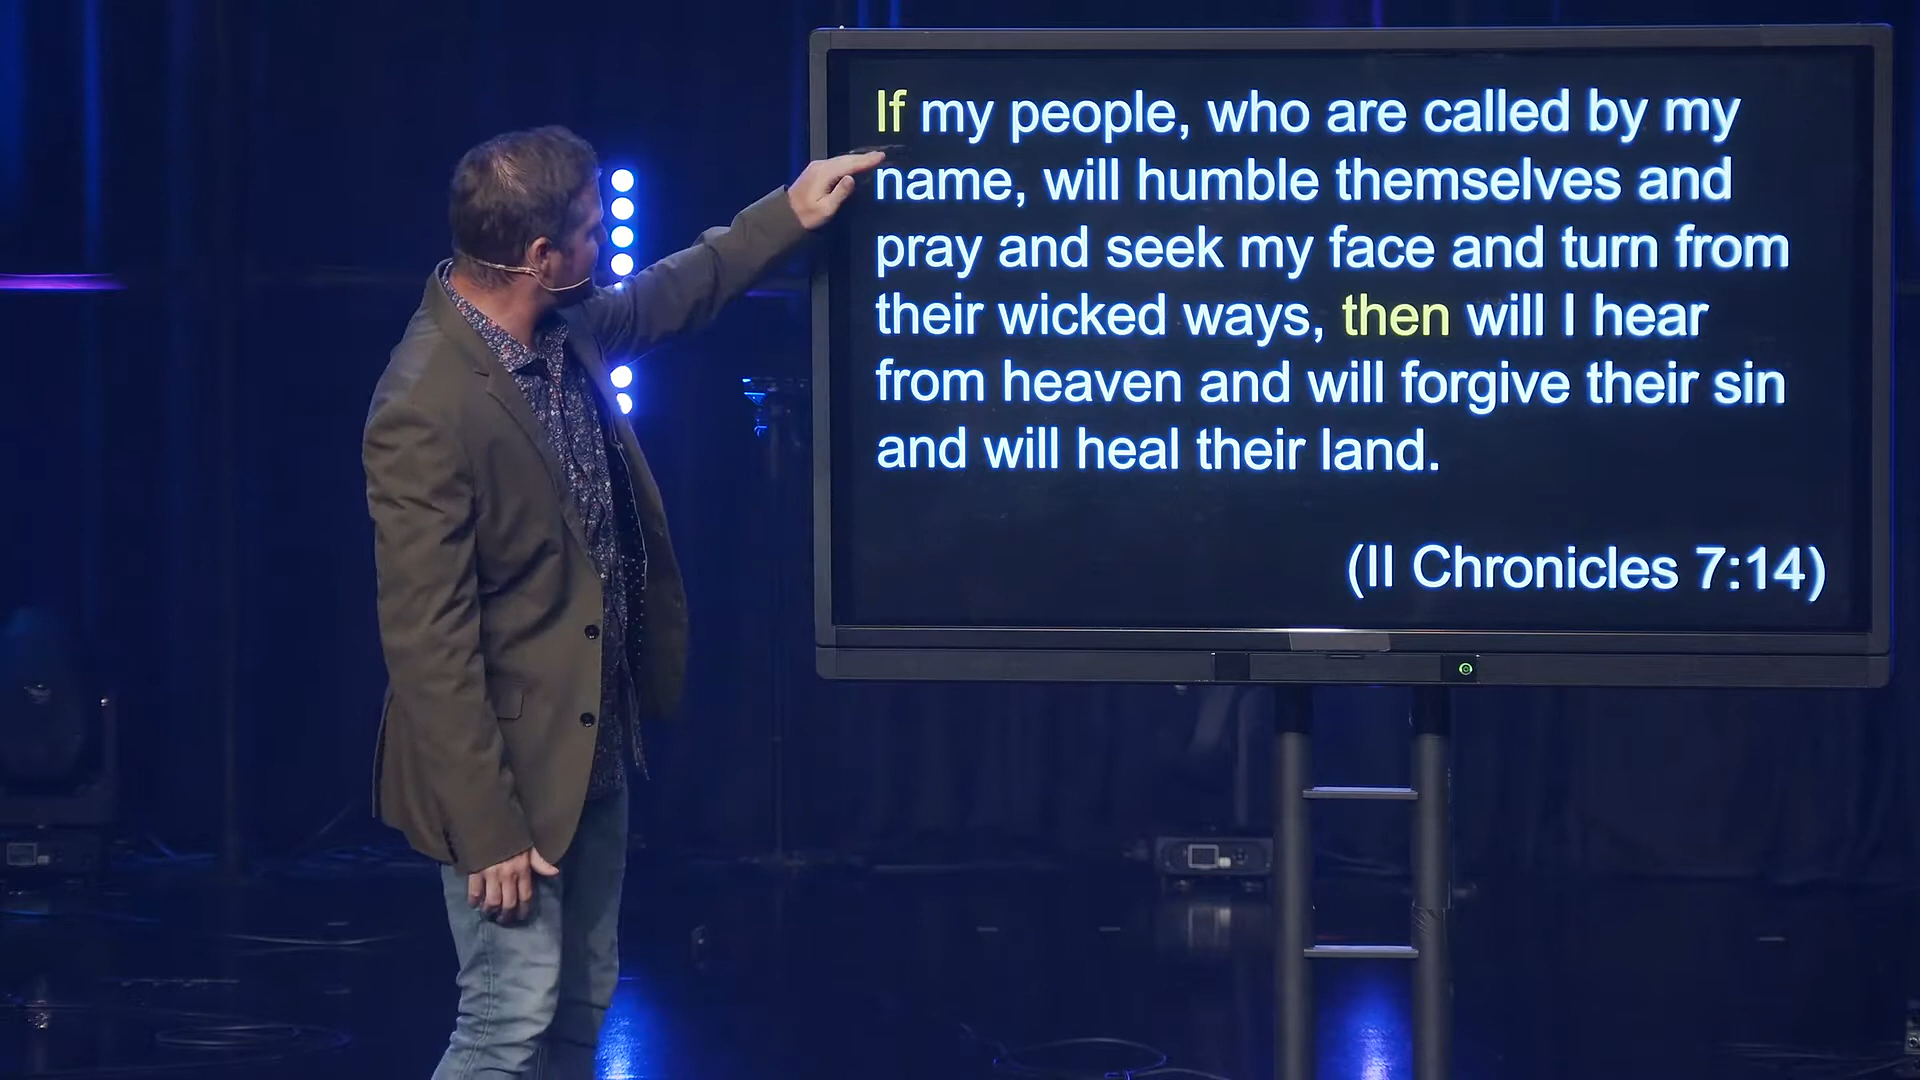 If my people, who are called by my
name, will humble themselves and
pray and seek my face and turn from
their wicked ways, then will I hear
from heaven and will forgive their sin
and will heal their land.
(II Chronicles 7:14)